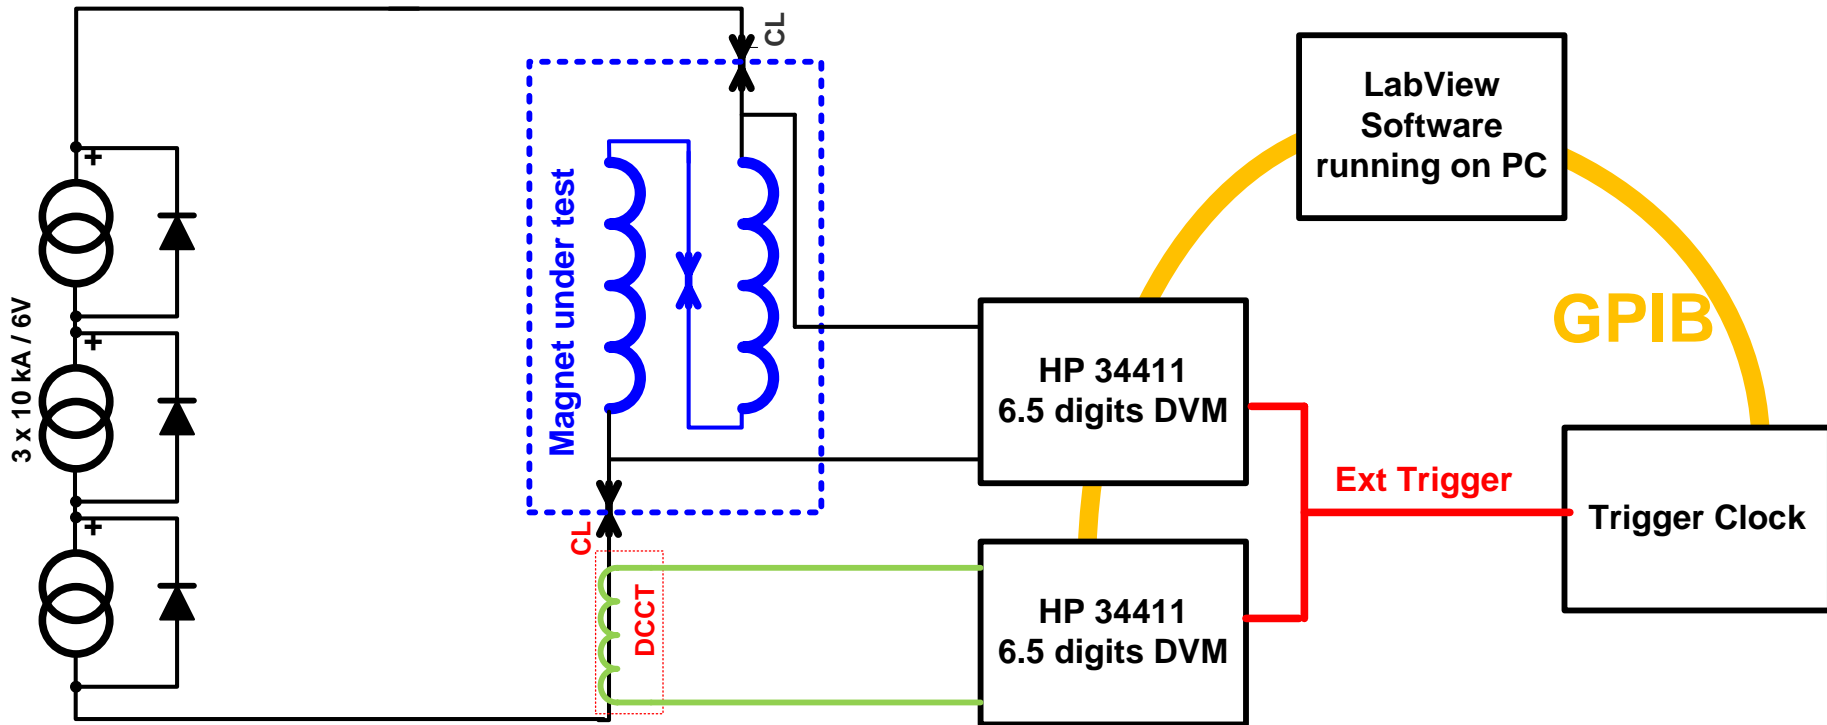 CL
LabView
Software
running on PC
+
Magnet under test
3 x 10 kA / 6V
+
GPIB
HP 34411
6.5 digits DVM
Ext Trigger
Trigger Clock
+
CL
DCCT
HP 34411
6.5 digits DVM